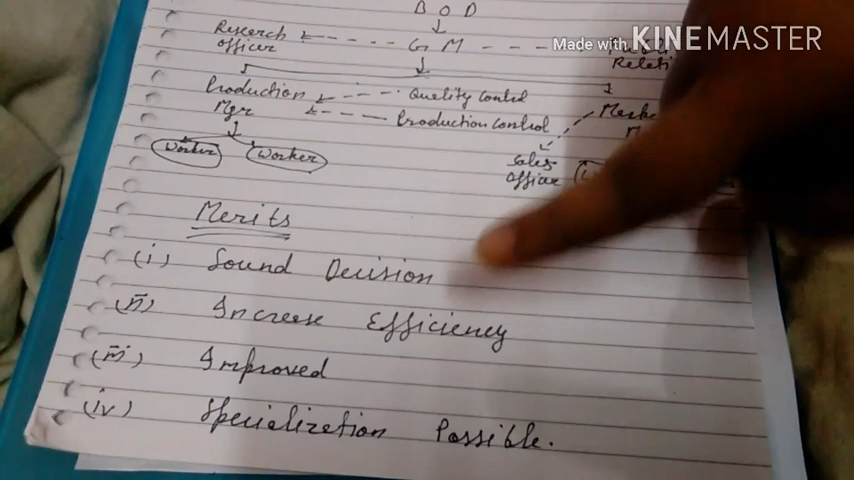 B O D
Research officer
G M
Made with KINEMASTER
Relati
Production Mgr
Quality Control
Production Control
Worker
Worker
Sales officer
Merits
(i) Sound Decision
(ii) Increase Efficiency
(iii) Improved
(iv) Specialization Possible.